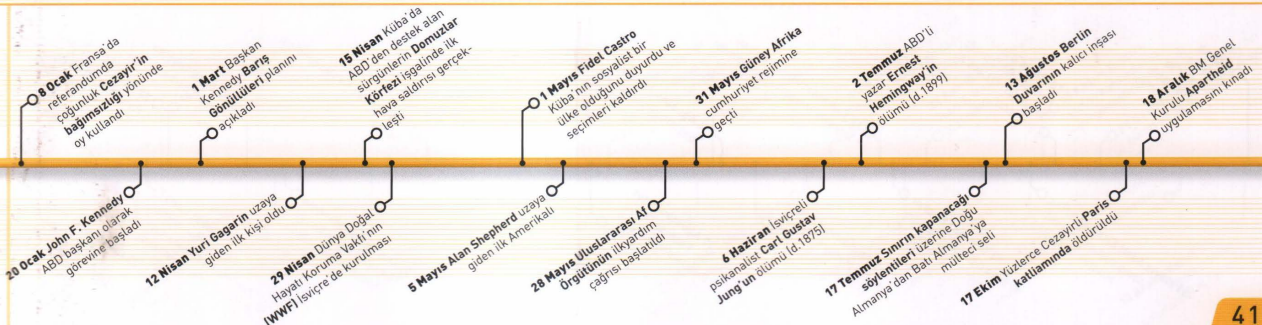 8 Ocak Fransa'da
referandumda
çoğunluk Cezayir'in
bağımsızlığı yönünde
oy kullandı
20 Ocak John F. Kennedy
ABD başkanı olarak
görevine başladı
1 Mart Başkan
Kennedy Barış
Gönüllüleri planını
açıkladı
12 Nisan Yuri Gagarin uzaya
giden ilk kişi oldu
15 Nisan Küba'da
ABD'den destek alan
sürgünlerin Domuzlar
Körfezi işgalinde ilk
hava saldırısı gerçek-
leşti
29 Nisan Dünya Doğal
Hayatı Koruma Vakfı'nın
(WWF) İsviçre'de kurulması
1 Mayıs Fidel Castro
Küba'nın sosyalist bir
ülke olduğunu duyurdu ve
seçimleri kaldırdı
5 Mayıs Alan Shepherd uzaya
giden ilk Amerikalı
28 Mayıs Uluslararası Af
Örgütünün ilkyardım
çağrısı başlatıldı
31 Mayıs Güney Afrika
cumhuriyet rejimine
geçti
6 Haziran İsviçreli
psikanalist Carl Gustav
Jung'un ölümü (d.1875)
2 Temmuz ABD'li
yazar Ernest
Hemingway'in
ölümü (d.1899)
17 Temmuz Sınırın kapanacağı
söylentileri üzerine Doğu
Almanya'dan Batı Almanya'ya
mülteci seti
13 Ağustos Berlin
Duvarının kalıcı inşası
başladı
17 Ekim Yüzlerce Cezayirli Paris
katliamında öldürüldü
18 Aralık BM Genel
Kurulu Apartheid
uygulamasını kınadı
41